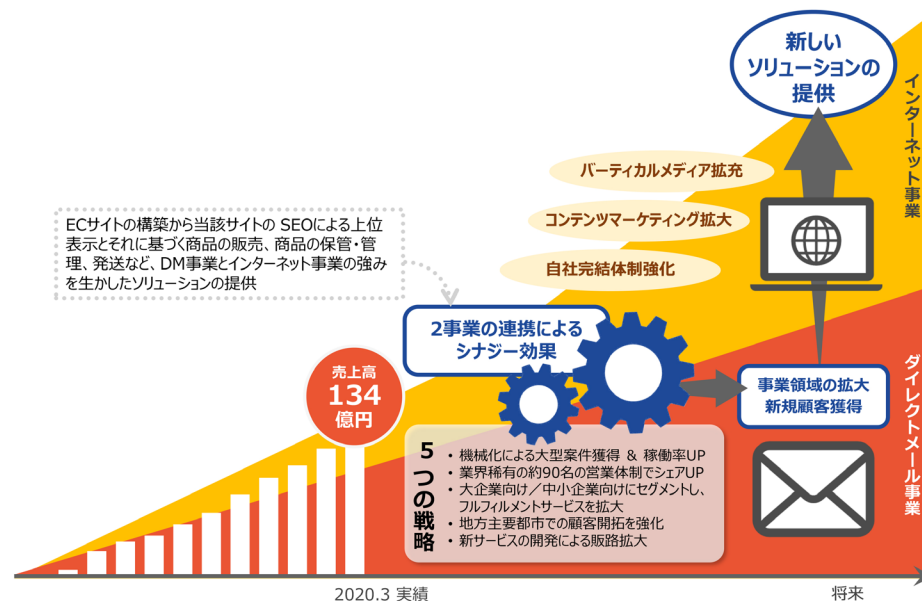 新しい
ソリューションの
提供
インターネット事業
バーティカルメディア拡充
コンテンツマーケティング拡大
自社完結体制強化
ECサイトの構築から当該サイトの SEOによる上位
表示とそれに基づく商品の販売、商品の保管・管
理、発送など、DM事業とインターネット事業の強み
を生かしたソリューションの提供
2事業の連携による
シナジー効果
売上高
134
億円
事業領域の拡大
新規顧客獲得
ダイレクトメール事業
5つの戦略
・ 機械化による大型案件獲得 & 稼働率UP
・ 業界稀有の約90名の営業体制でシェアUP
・ 大企業向け／中小企業向けにセグメントし、
フルフィルメントサービスを拡大
・ 地方主要都市での顧客開拓を強化
・ 新サービスの開発による販路拡大
2020.3 実績
将来